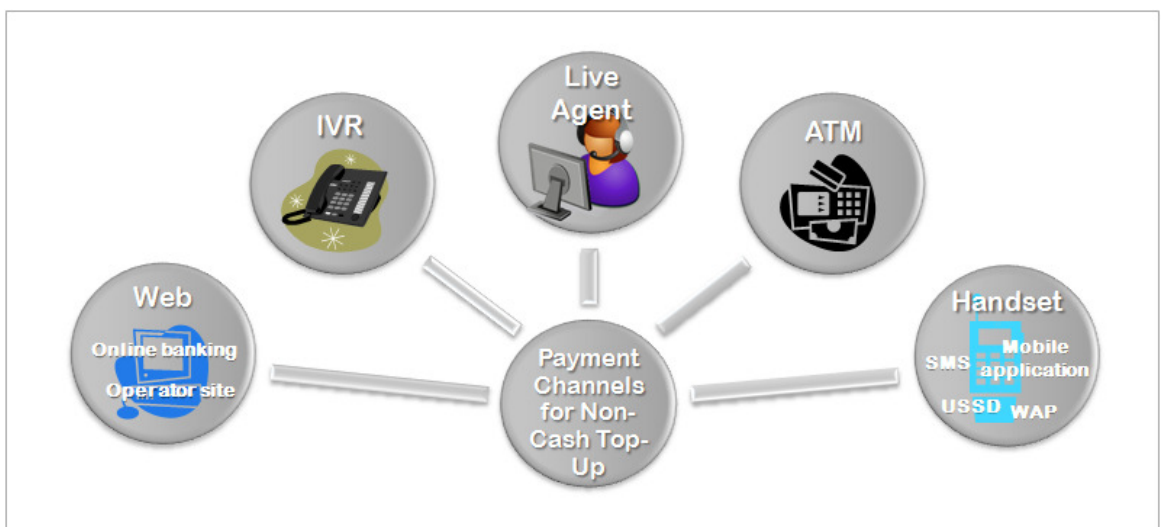 Live
Agent
IVR
ATM
Web
Online banking
Operator site
Handset
SMS
Mobile
application
USSD
WAP
Payment
Channels
for Non-
Cash Top-
Up